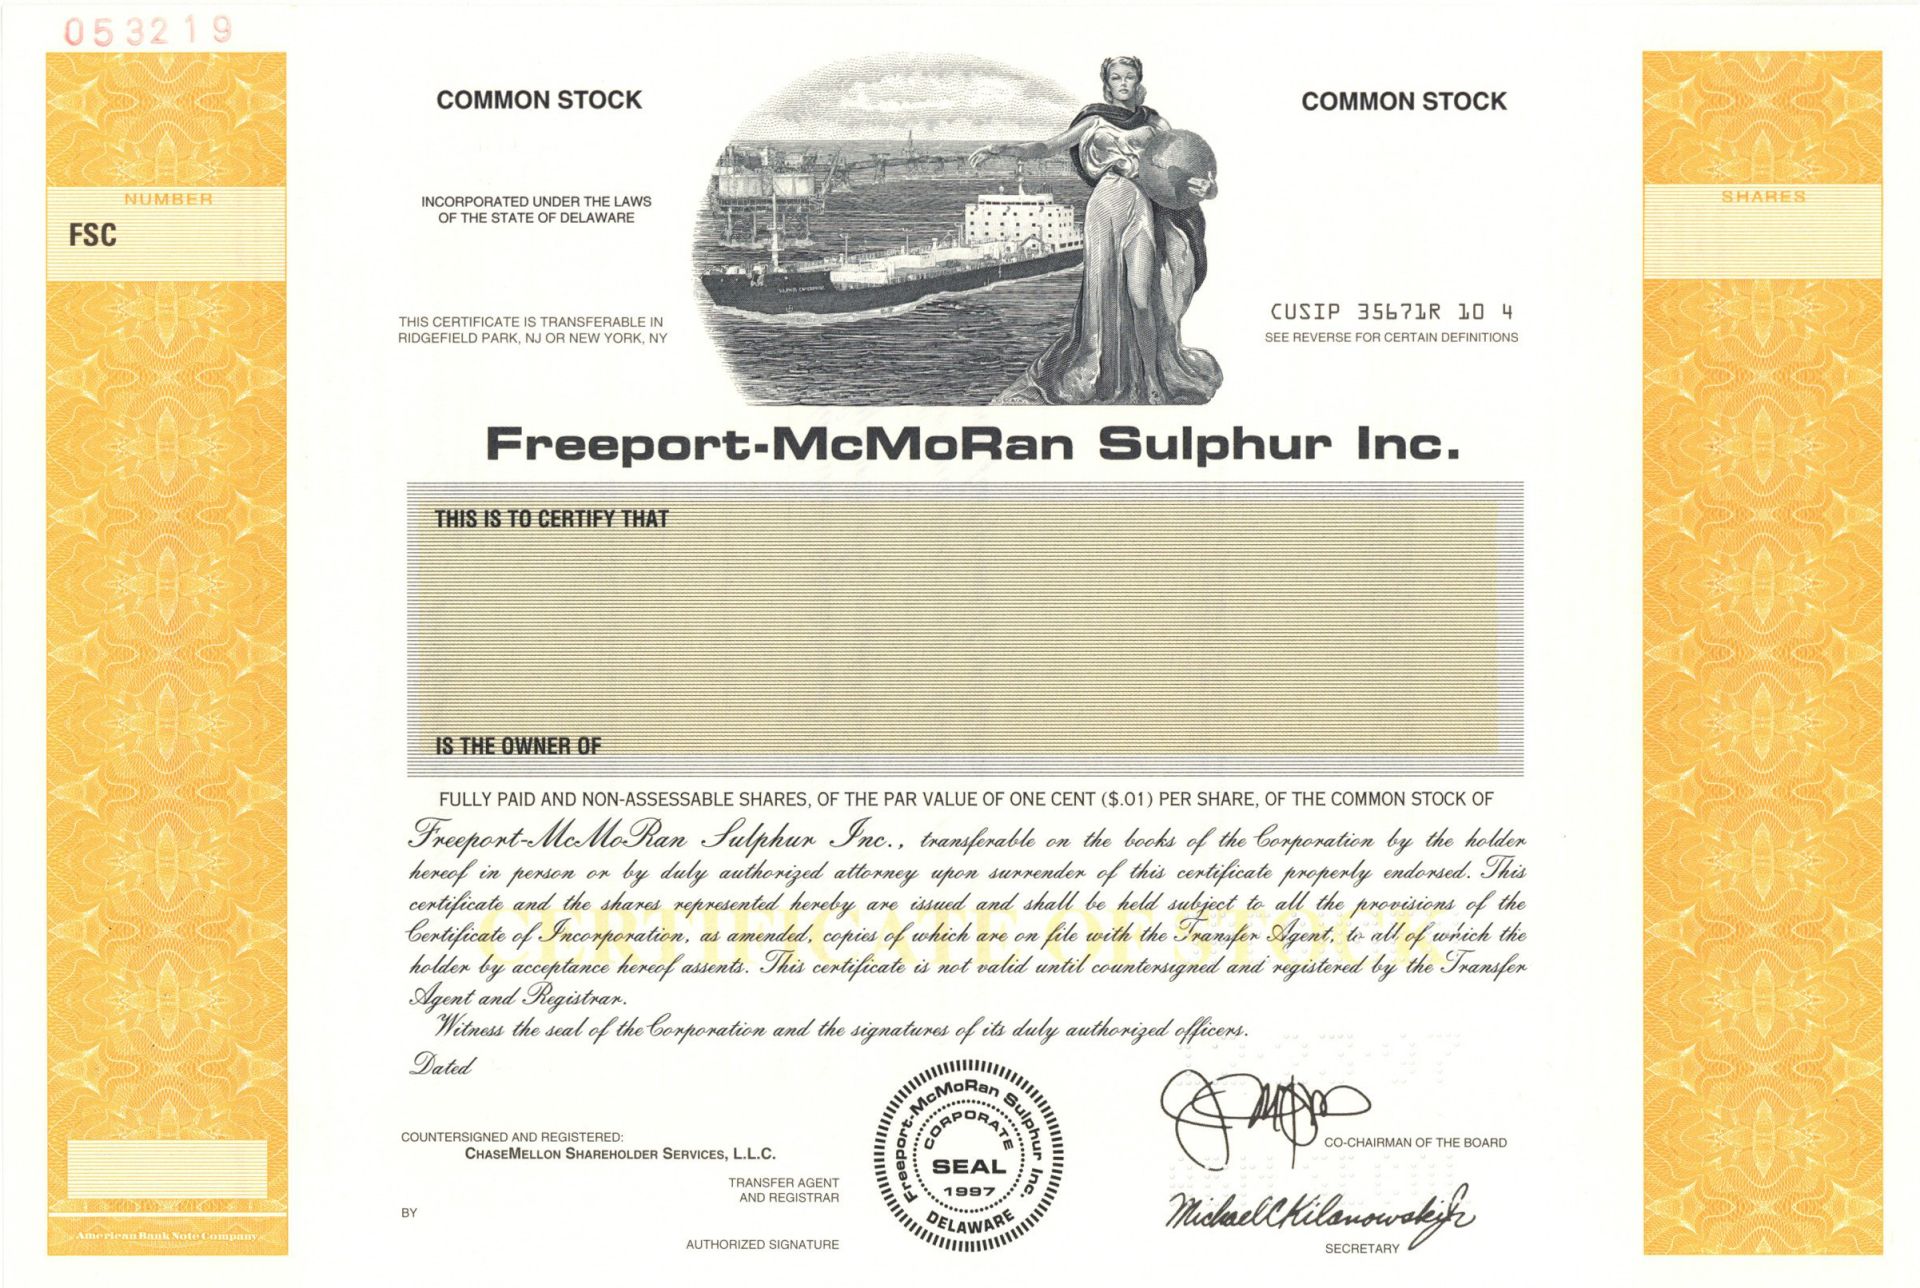 053219
COMMON STOCK
COMMON STOCK
NUMBER
FSC
SHARES
INCORPORATED UNDER THE LAWS
OF THE STATE OF DELAWARE
SULPHUR ENTERPRISE
THIS CERTIFICATE IS TRANSFERABLE IN
RIDGEFIELD PARK, NJ OR NEW YORK, NY
CUSIP 35671R 10 4
SEE REVERSE FOR CERTAIN DEFINITIONS
Freeport-McMoRan Sulphur Inc.
THIS IS TO CERTIFY THAT
IS THE OWNER OF
FULLY PAID AND NON-ASSESSABLE SHARES, OF THE PAR VALUE OF ONE CENT ($.01) PER SHARE, OF THE COMMON STOCK OF
Freeport-McMoRan Sulphur Inc., transferable on the books of the Corporation by the holder
hereof in person or by duly authorized attorney upon surrender of this certificate properly endorsed. This
certificate and the shares represented hereby are issued and shall be held subject to all the provisions of the
Certificate of Incorporation, as amended, copies of which are on file with the Transfer Agent, to all of which the
holder by acceptance hereof assents. This certificate is not valid until countersigned and registered by the Transfer
Agent and Registrar.
CERTIFICATE OF STOCK
Witness the seal of the Corporation and the signatures of its duly authorized officers.
Dated
COUNTERSIGNED AND REGISTERED:
CHASEMELLON SHAREHOLDER SERVICES, L.L.C.
TRANSFER AGENT
AND REGISTRAR
BY
AUTHORIZED SIGNATURE
Freeport-McMoRan Sulphur Inc.
CORPORATE
SEAL
1997
DELAWARE
CO-CHAIRMAN OF THE BOARD
Michael C Kilanowski Jr
SECRETARY
American Bank Note Company